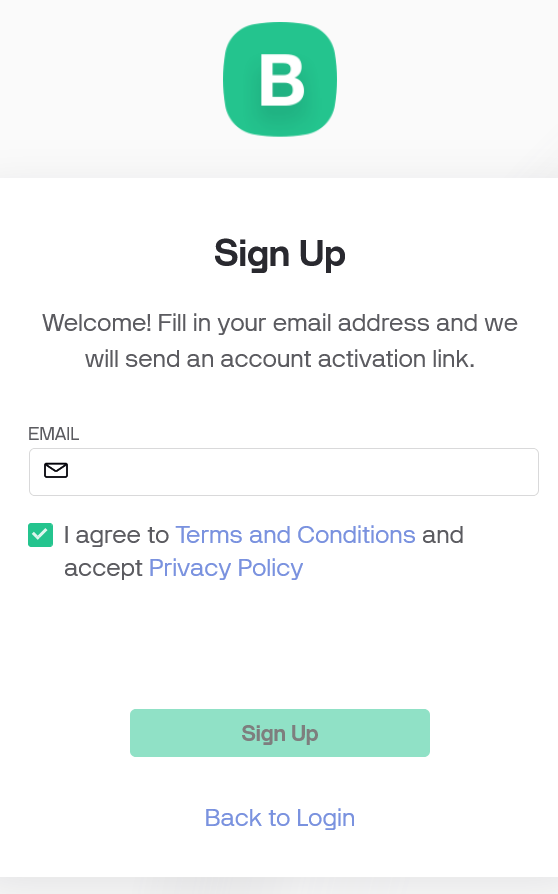 B
Sign Up
Welcome! Fill in your email address and we
will send an account activation link.
EMAIL
I agree to Terms and Conditions and
accept Privacy Policy
Sign Up
Back to Login